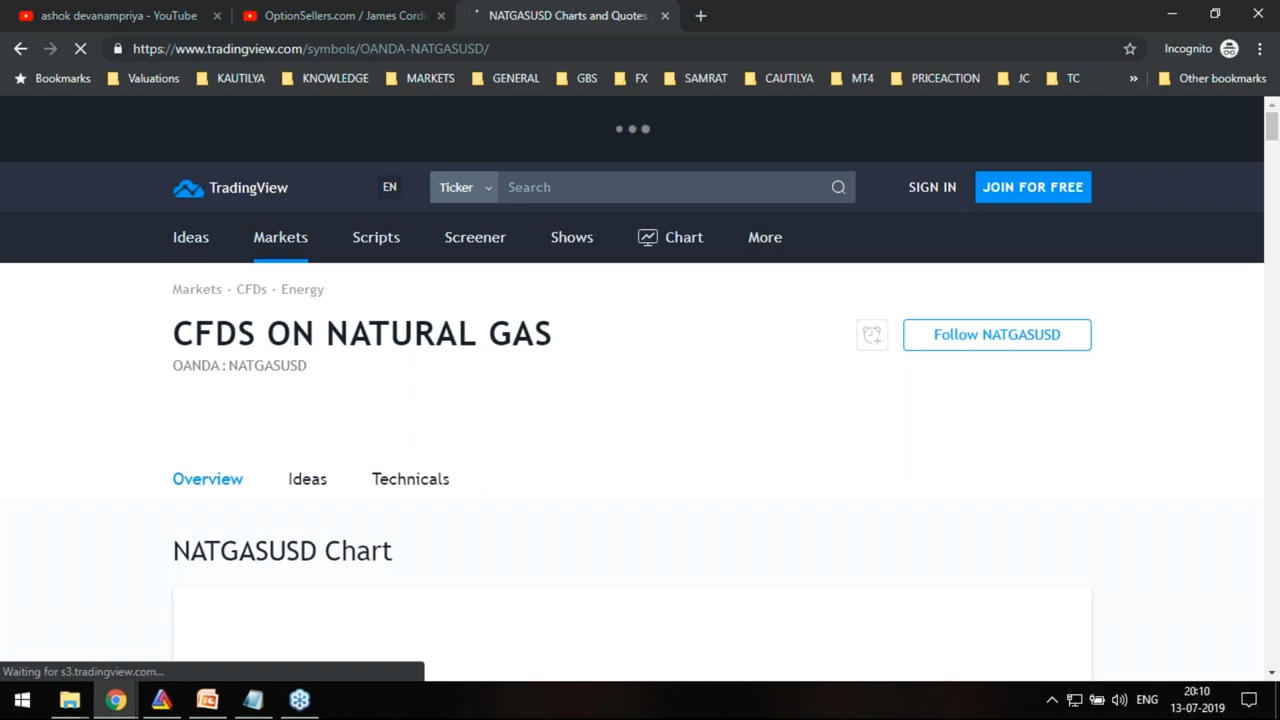 ashok devanampriya - YouTube
OptionSellers.com / James Cordi
NATGASUSD Charts and Quotes
https://www.tradingview.com/symbols/OANDA-NATGASUSD/
Incognito
Bookmarks Valuations KAUTILYA KNOWLEDGE MARKETS GENERAL GBS FX SAMRAT CAUTILYA MT4 PRICEACTION JC TC » Other bookmarks
TradingView EN Ticker Search SIGN IN JOIN FOR FREE
Ideas Markets Scripts Screener Shows Chart More
Markets · CFDs · Energy
CFDS ON NATURAL GAS
Follow NATGASUSD
OANDA:NATGASUSD
Overview Ideas Technicals
NATGASUSD Chart
Waiting for s3.tradingview.com...
ENG
20:10
13-07-2019